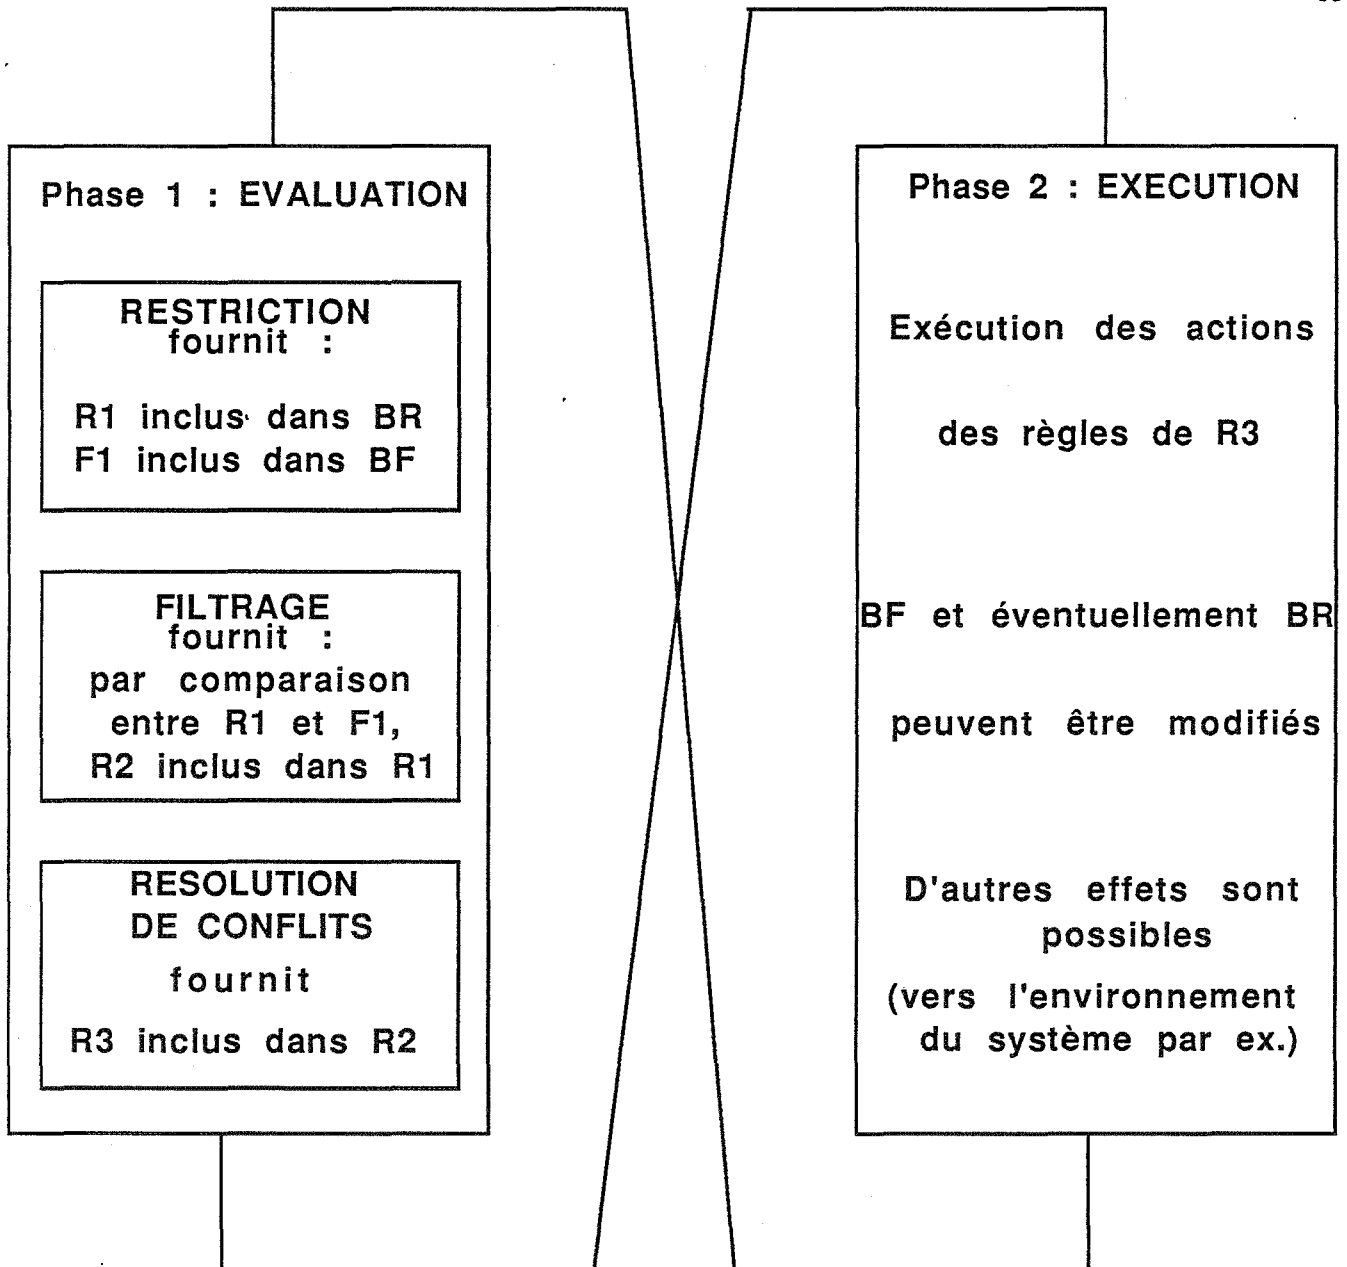 Phase 1 : EVALUATION
RESTRICTION
fournit :
R1 inclus dans BR
F1 inclus dans BF
FILTRAGE
fournit :
par comparaison
entre R1 et F1,
R2 inclus dans R1
RESOLUTION
DE CONFLITS
fournit
R3 inclus dans R2
Phase 2 : EXECUTION
Exécution des actions
des règles de R3
BF et éventuellement BR
peuvent être modifiés
D'autres effets sont
possibles
(vers l'environnement
du système par ex.)